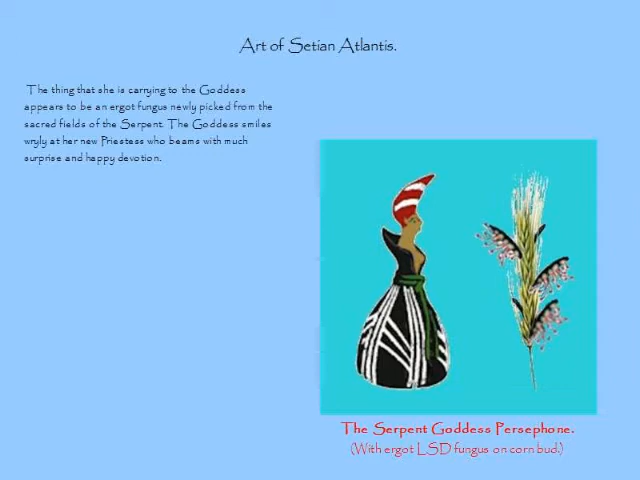 Art of Setian Atlantis.
The thing that she is carrying to the Goddess
appears to be an ergot fungus newly picked from the
sacred fields of the Serpent. The Goddess smiles
wryly at her new Priestess who beams with much
surprise and happy devotion.
The Serpent Goddess Persephone.
(With ergot LSD fungus on corn bud.)